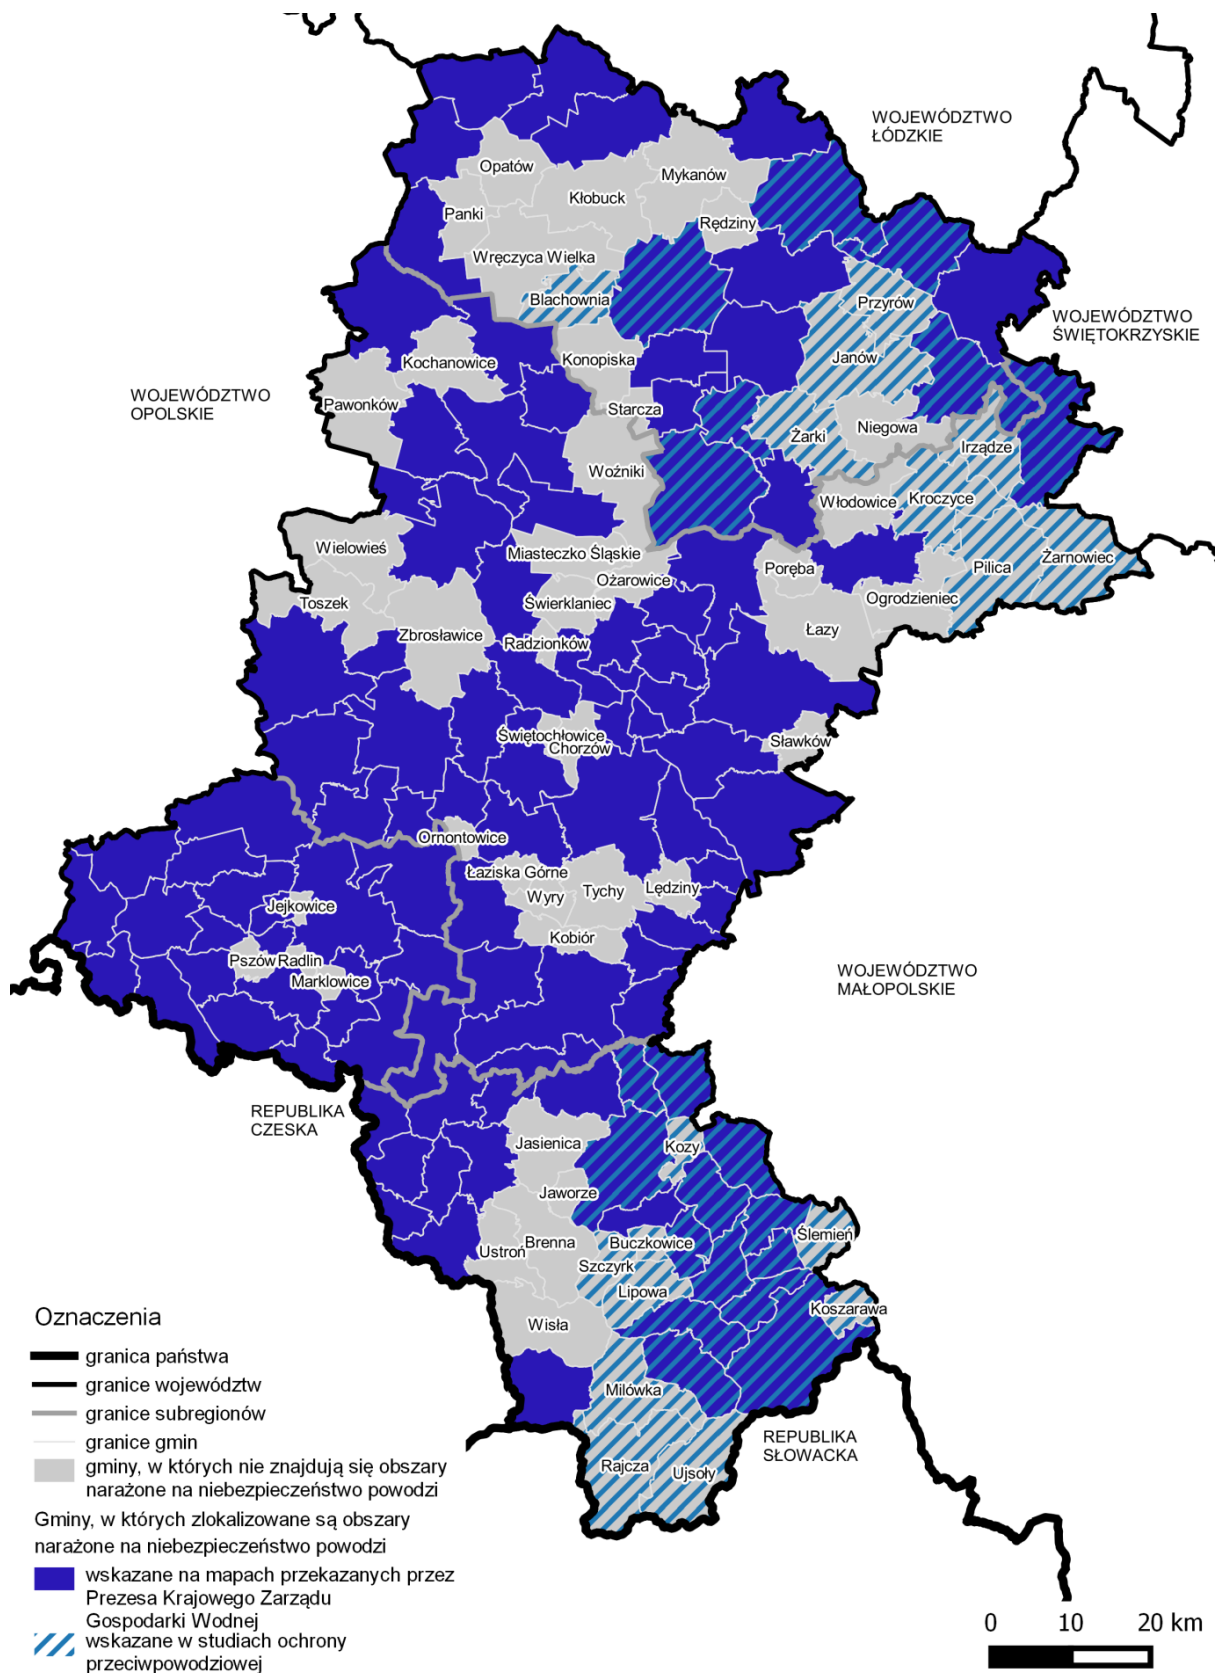 WOJEWÓDZTWO
ŁÓDZKIE
Opatów
Mykanów
Kłobuck
Panki
Rędziny
Wręczyca Wielka
Blachownia
Przyrów
WOJEWÓDZTWO
ŚWIĘTOKRZYSKIE
Konopiska
Janów
Kochanowice
WOJEWÓDZTWO
OPOLSKIE
Pawonków
Starcza
Żarki
Niegowa
Irządze
Woźniki
Włodowice
Kroczyce
Wielowieś
Miasteczko Śląskie
Poręba
Pilica
Żarnowiec
Ożarowice
Toszek
Świerklaniec
Ogrodzieniec
Zbrosławice
Radzionków
Łazy
Świętochłowice
Chorzów
Sławków
Ornontowice
Łaziska Górne
Wyry
Tychy
Lędziny
Jejkowice
Kobiór
Pszów
Radlin
Marklowice
WOJEWÓDZTWO
MAŁOPOLSKIE
REPUBLIKA
CZESKA
Jasienica
Kozy
Jaworze
Ślemień
Ustroń
Brenna
Buczkowice
Szczyrk
Lipowa
Koszarawa
Wisła
Milówka
REPUBLIKA
SŁOWACKA
Rajcza
Ujsoły
Oznaczenia
granica państwa
granice województw
granice subregionów
granice gmin
gminy, w których nie znajdują się obszary
narażone na niebezpieczeństwo powodzi
Gminy, w których zlokalizowane są obszary
narażone na niebezpieczeństwo powodzi
wskazane na mapach przekazanych przez
Prezesa Krajowego Zarządu
Gospodarki Wodnej
wskazane w studiach ochrony
przeciwpowodziowej
0 10 20 km